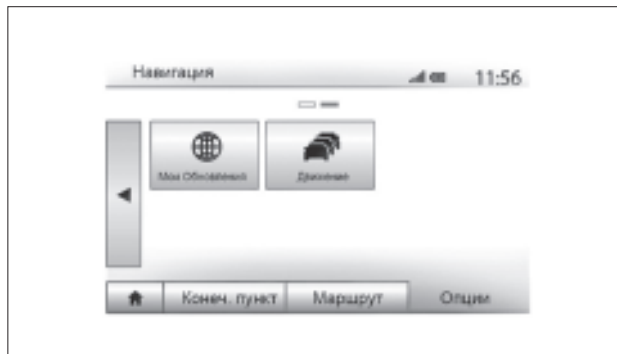 Навигация 11:56
Мои Обновления Движение
Конеч. пункт Маршрут Опции